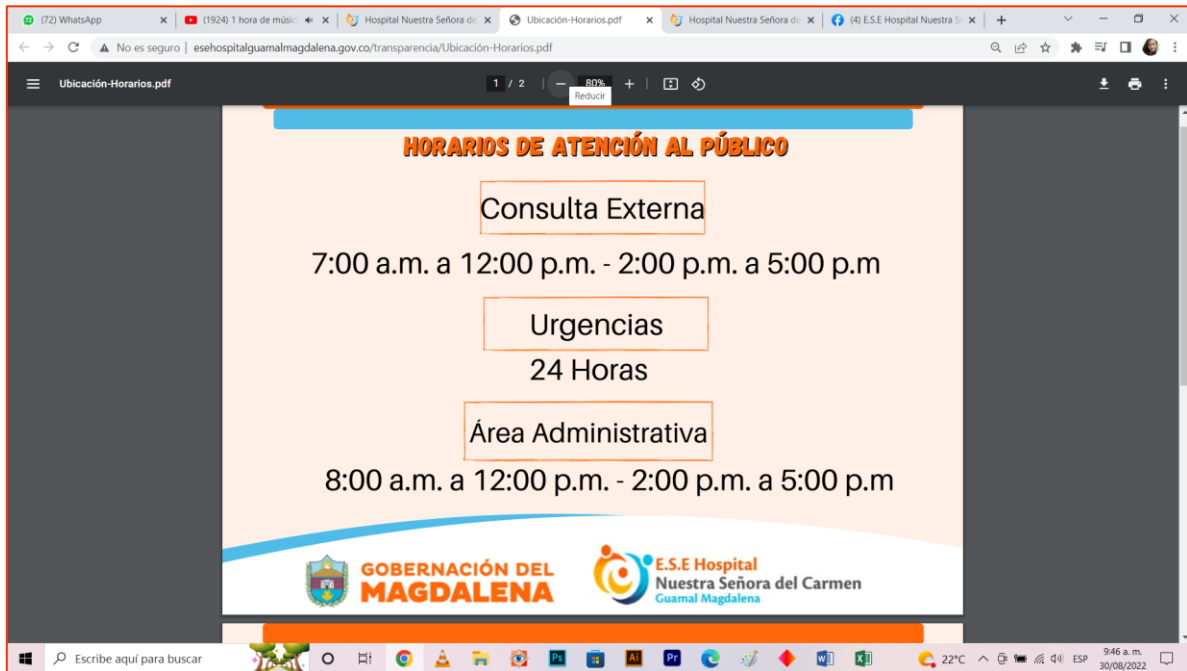 (72) WhatsApp
(1924) 1 hora de músic
Hospital Nuestra Señora de
Ubicación-Horarios.pdf
Hospital Nuestra Señora de
(4) E.S.E Hospital Nuestra S
No es seguro | esehospitalguamalmagdalena.gov.co/transparencia/Ubicación-Horarios.pdf
Ubicación-Horarios.pdf
1 / 2
80%
Reducir
HORARIOS DE ATENCIÓN AL PÚBLICO
Consulta Externa
7:00 a.m. a 12:00 p.m. - 2:00 p.m. a 5:00 p.m
Urgencias
24 Horas
Área Administrativa
8:00 a.m. a 12:00 p.m. - 2:00 p.m. a 5:00 p.m
GOBERNACIÓN DEL
MAGDALENA
E.S.E Hospital
Nuestra Señora del Carmen
Guamal Magdalena
Escribe aquí para buscar
Ps
Ai
Pr
22°C
ESP
9:46 a. m.
30/08/2022